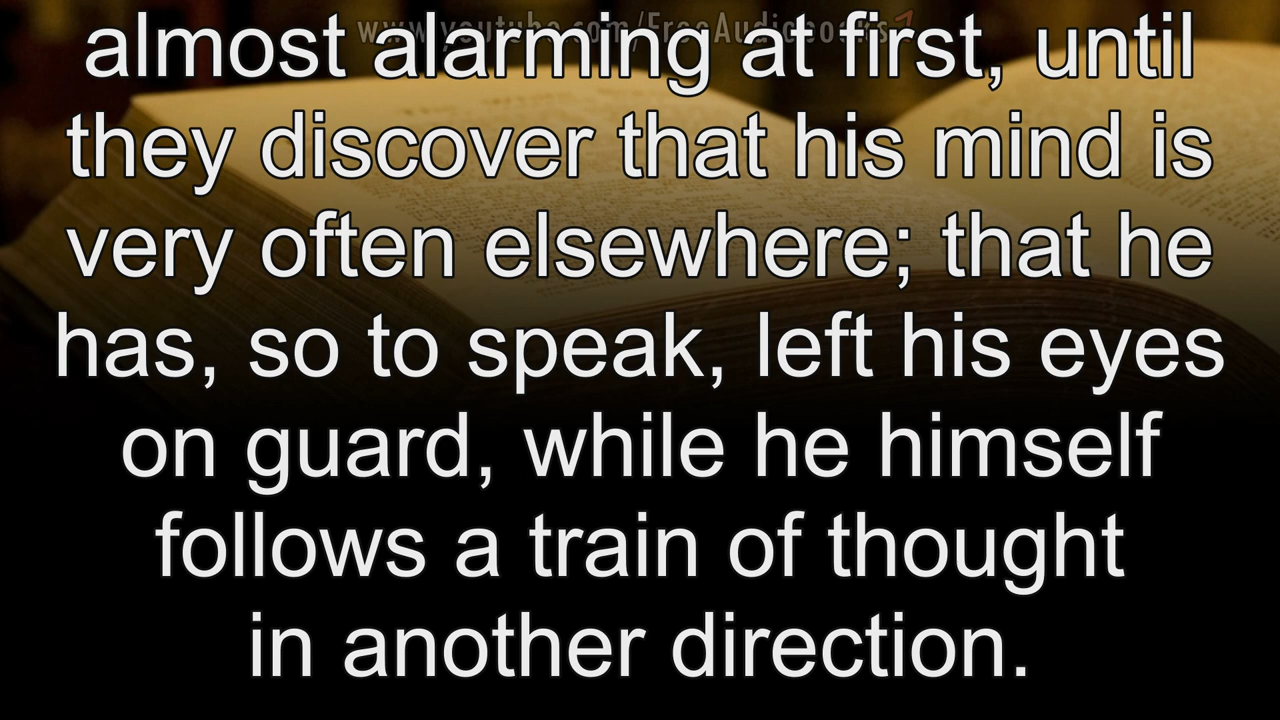 www.youtube.com/FreeAudiobooks
almost alarming at first, until
they discover that his mind is
very often elsewhere; that he
has, so to speak, left his eyes
on guard, while he himself
follows a train of thought
in another direction.